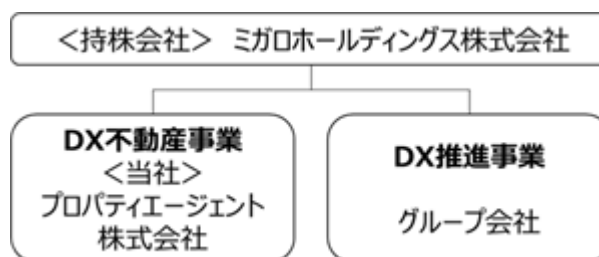 <持株会社> ミガロホールディングス株式会社
DX不動産事業
<当社>
プロパティエージェント
株式会社
DX推進事業
グループ会社